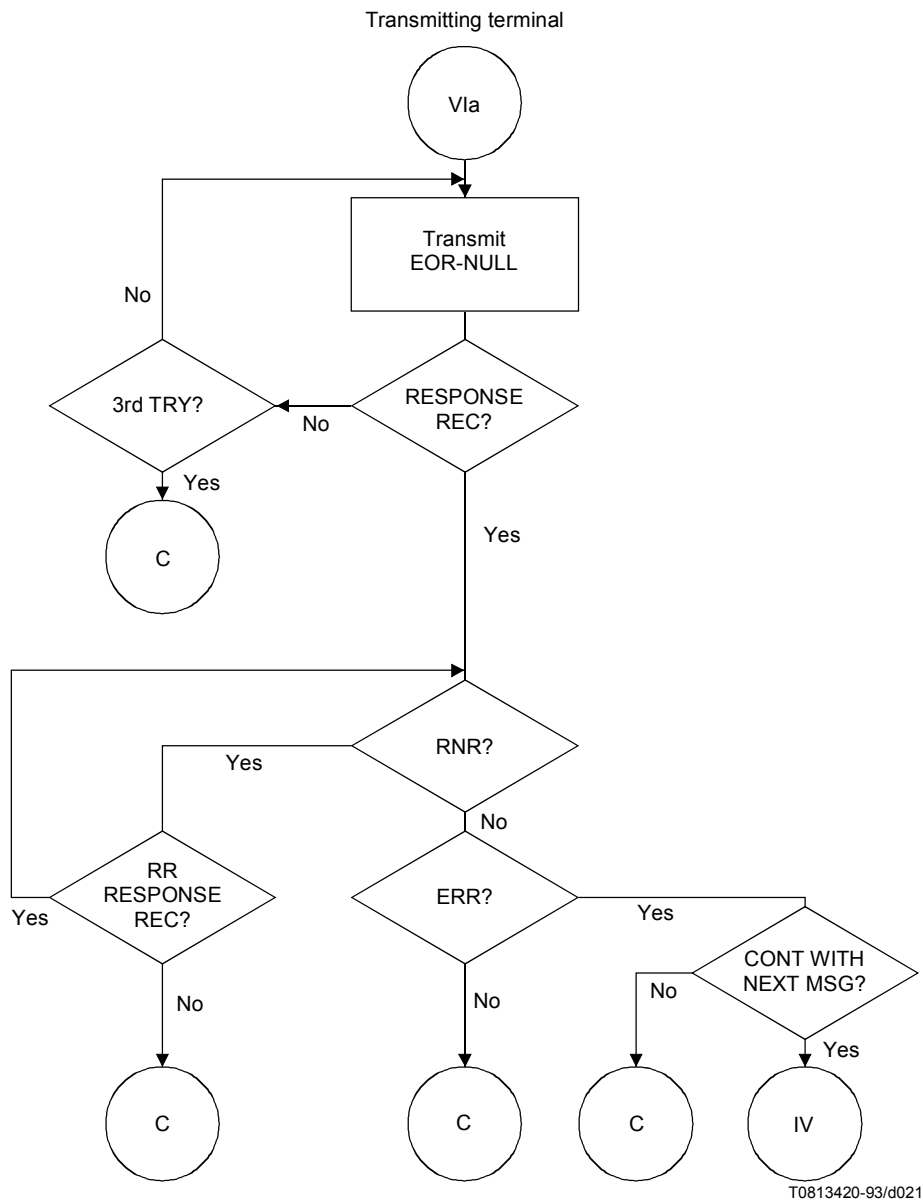 Transmitting terminal
VIa
Transmit
EOR-NULL
No
3rd TRY?
No
RESPONSE
REC?
Yes
C
Yes
RNR?
Yes
No
RR
RESPONSE
REC?
Yes
ERR?
Yes
CONT WITH
NEXT MSG?
No
No
No
Yes
C
C
C
IV
T0813420-93/d021